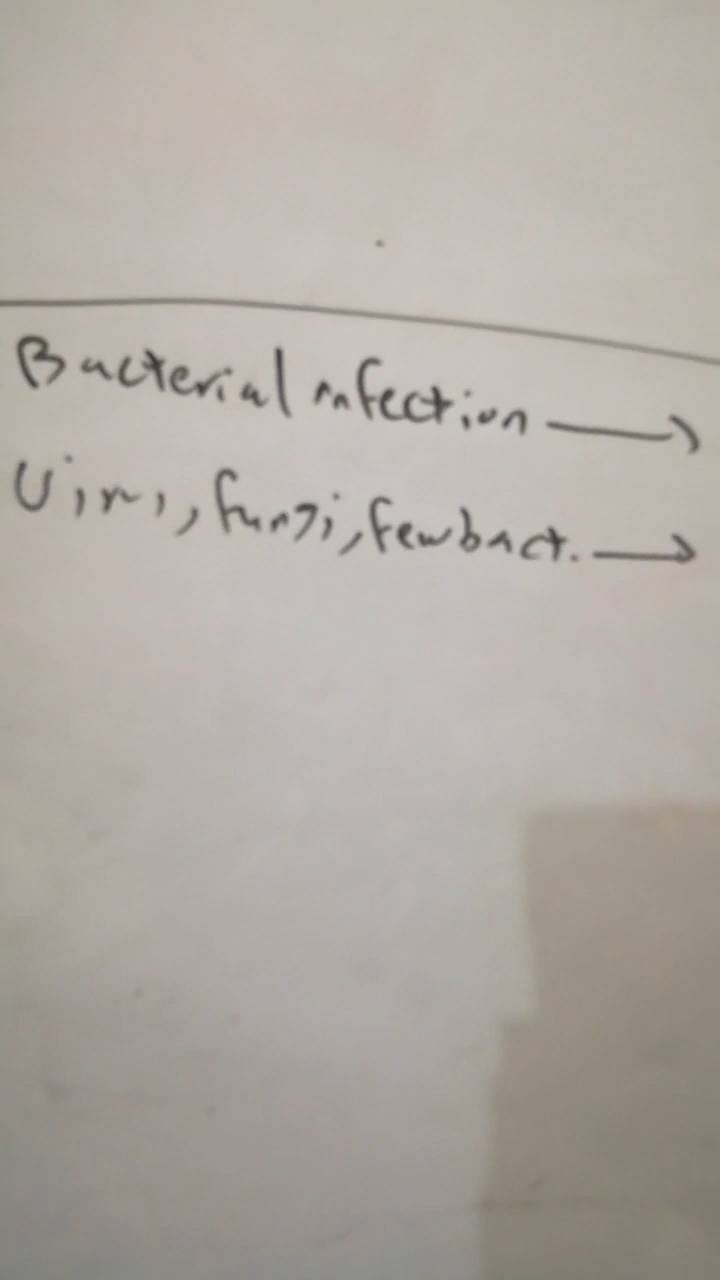 Bacterial infection →
Virus, fungi, few bact. →